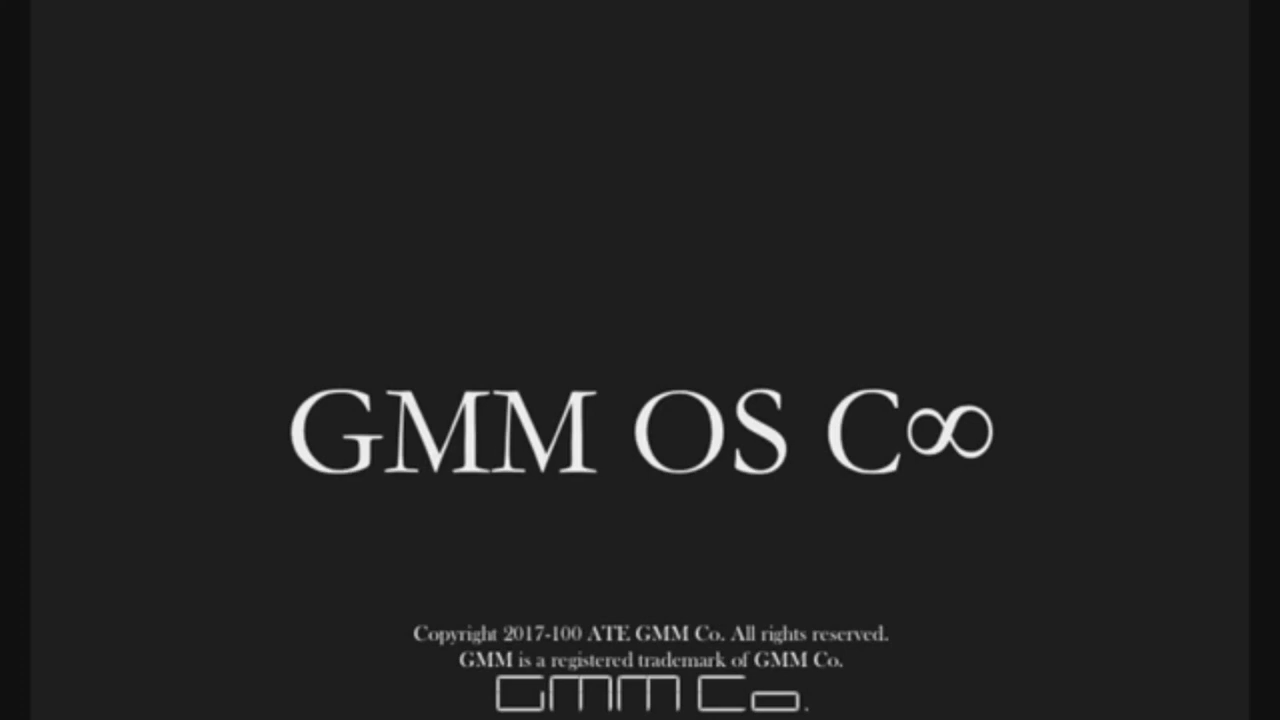 GMM OS C∞
Copyright 2017-100 ATE GMM Co. All rights reserved.
GMM is a registered trademark of GMM Co.
GMM Co.